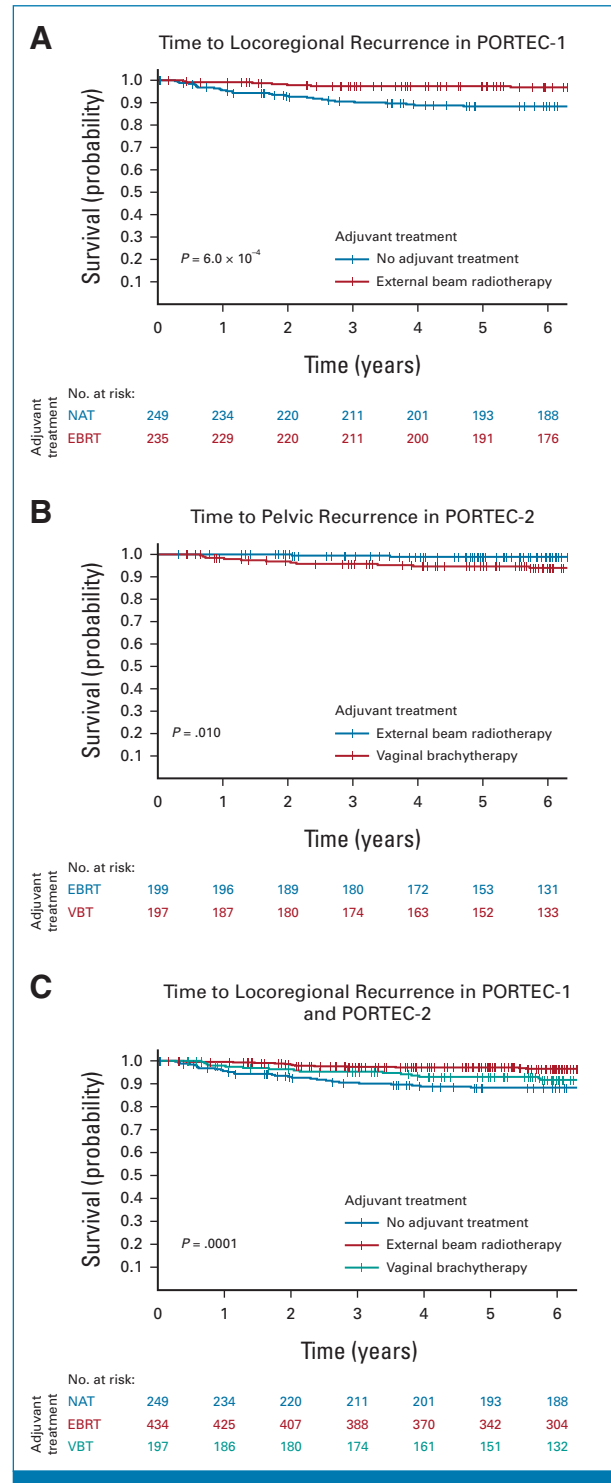 A
Time to Locoregional Recurrence in PORTEC-1
Survival (probability)
1.0
0.9
0.8
0.7
0.6
0.5
0.4
0.3
0.2
0.1
P = 6.0 × 10⁻⁴
Adjuvant treatment
No adjuvant treatment
External beam radiotherapy
0 1 2 3 4 5 6
Time (years)
Adjuvant treatment
No. at risk:
NAT 249 234 220 211 201 193 188
EBRT 235 229 220 211 200 191 176
B
Time to Pelvic Recurrence in PORTEC-2
Survival (probability)
1.0
0.9
0.8
0.7
0.6
0.5
0.4
0.3
0.2
0.1
P = .010
Adjuvant treatment
External beam radiotherapy
Vaginal brachytherapy
0 1 2 3 4 5 6
Time (years)
Adjuvant treatment
No. at risk:
EBRT 199 196 189 180 172 153 131
VBT 197 187 180 174 163 152 133
C
Time to Locoregional Recurrence in PORTEC-1
and PORTEC-2
Survival (probability)
1.0
0.9
0.8
0.7
0.6
0.5
0.4
0.3
0.2
0.1
P = .0001
Adjuvant treatment
No adjuvant treatment
External beam radiotherapy
Vaginal brachytherapy
0 1 2 3 4 5 6
Time (years)
Adjuvant treatment
No. at risk:
NAT 249 234 220 211 201 193 188
EBRT 434 425 407 388 370 342 304
VBT 197 186 180 174 161 151 132